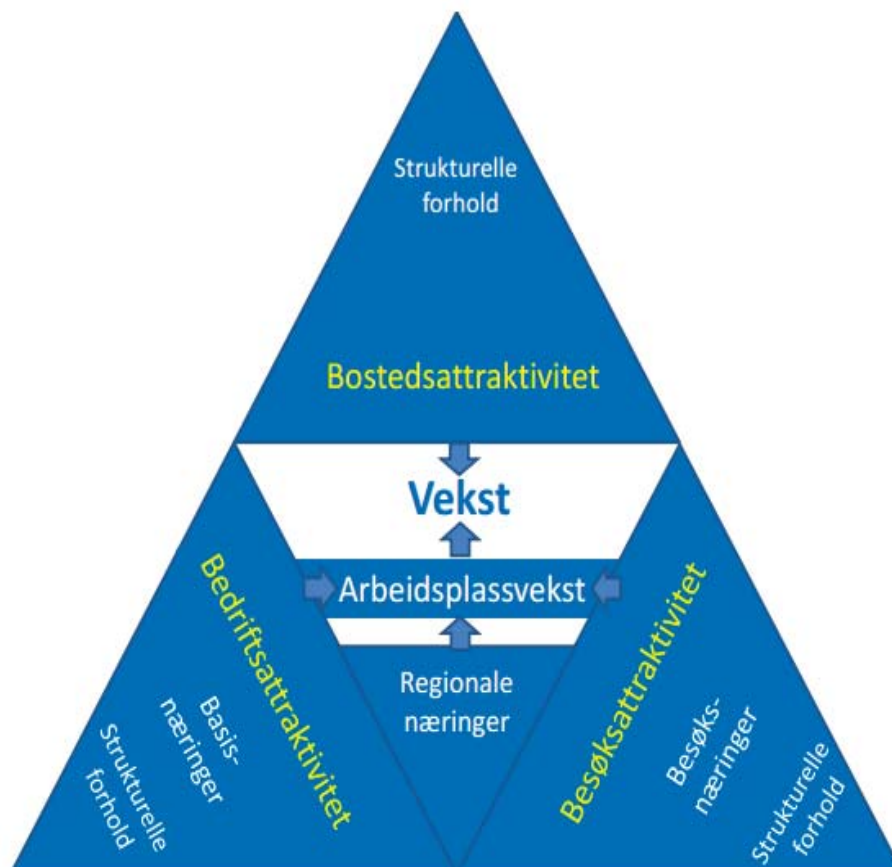 Strukturelle
forhold
Bostedsattraktivitet
Vekst
Arbeidsplassvekst
Regionale
næringer
Bedriftsattraktivitet
Basis-
næringer
Strukturelle
forhold
Besøksattraktivitet
Besøks-
næringer
Strukturelle
forhold